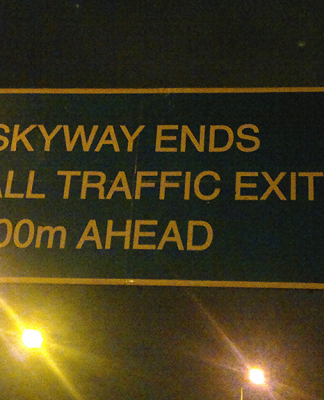 SKYWAY ENDS
ALL TRAFFIC EXIT
00m AHEAD